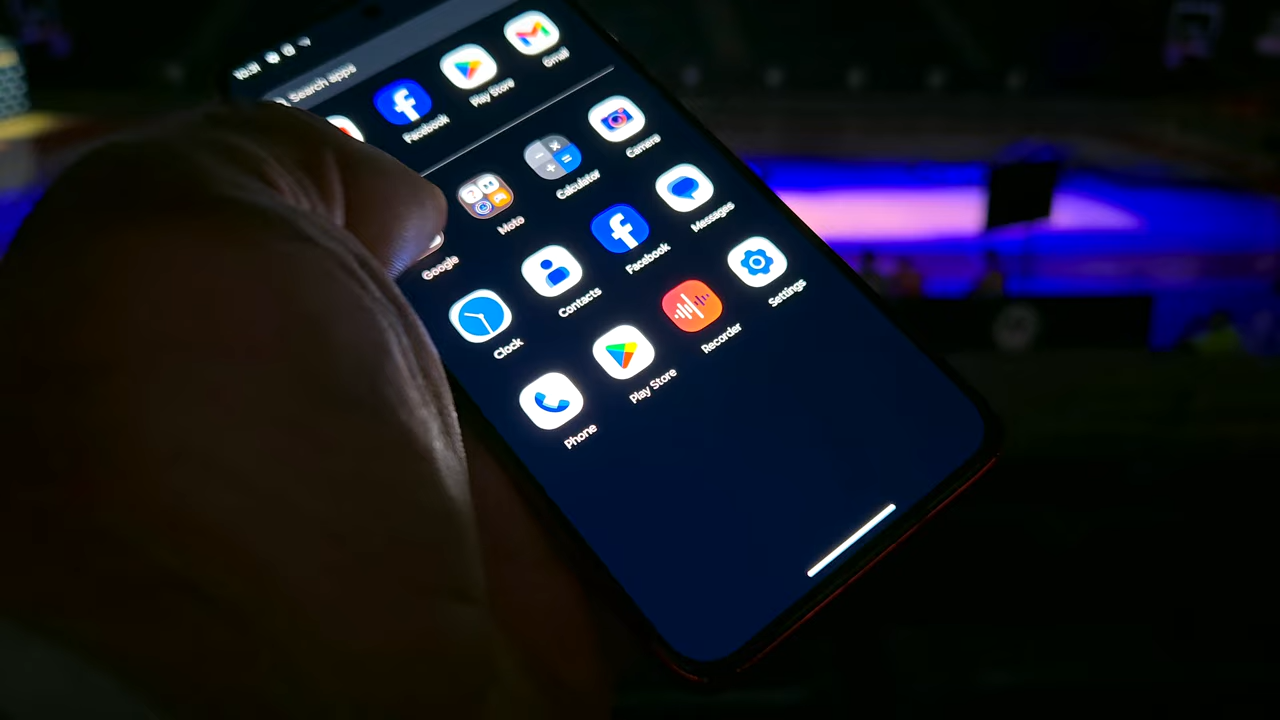 Search apps
Facebook
Play Store
Gmail
Google
Moto
Calculator
Camera
Clock
Contacts
Facebook
Messages
Phone
Play Store
Recorder
Settings